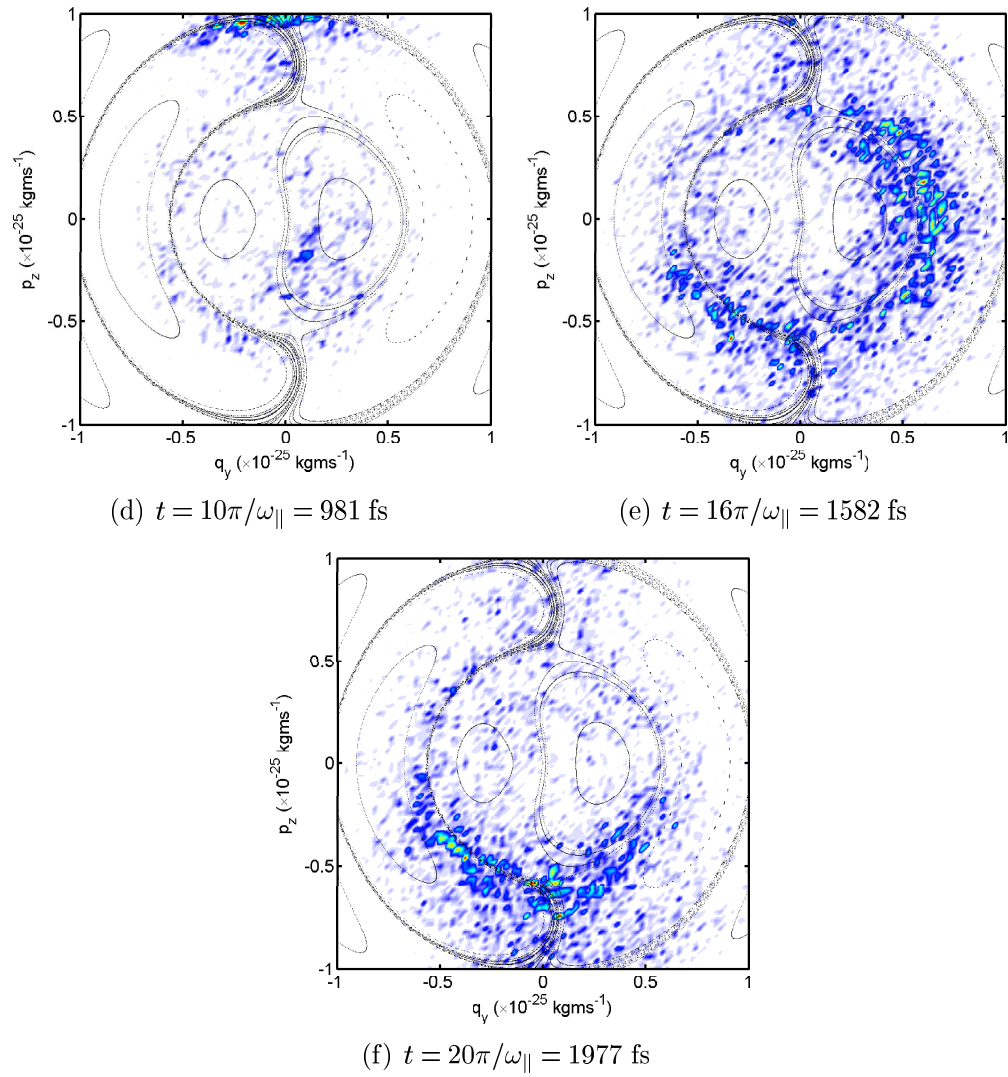 1
0.5
0
-0.5
-1
p_z (×10^-25 kgms^-1)
-1 -0.5 0 0.5 1
q_y (×10^-25 kgms^-1)
(d) t = 10π/ω_∥ = 981 fs
1
0.5
0
-0.5
-1
p_z (×10^-25 kgms^-1)
-1 -0.5 0 0.5 1
q_y (×10^-25 kgms^-1)
(e) t = 16π/ω_∥ = 1582 fs
1
0.5
0
-0.5
-1
p_z (×10^-25 kgms^-1)
-1 -0.5 0 0.5 1
q_y (×10^-25 kgms^-1)
(f) t = 20π/ω_∥ = 1977 fs